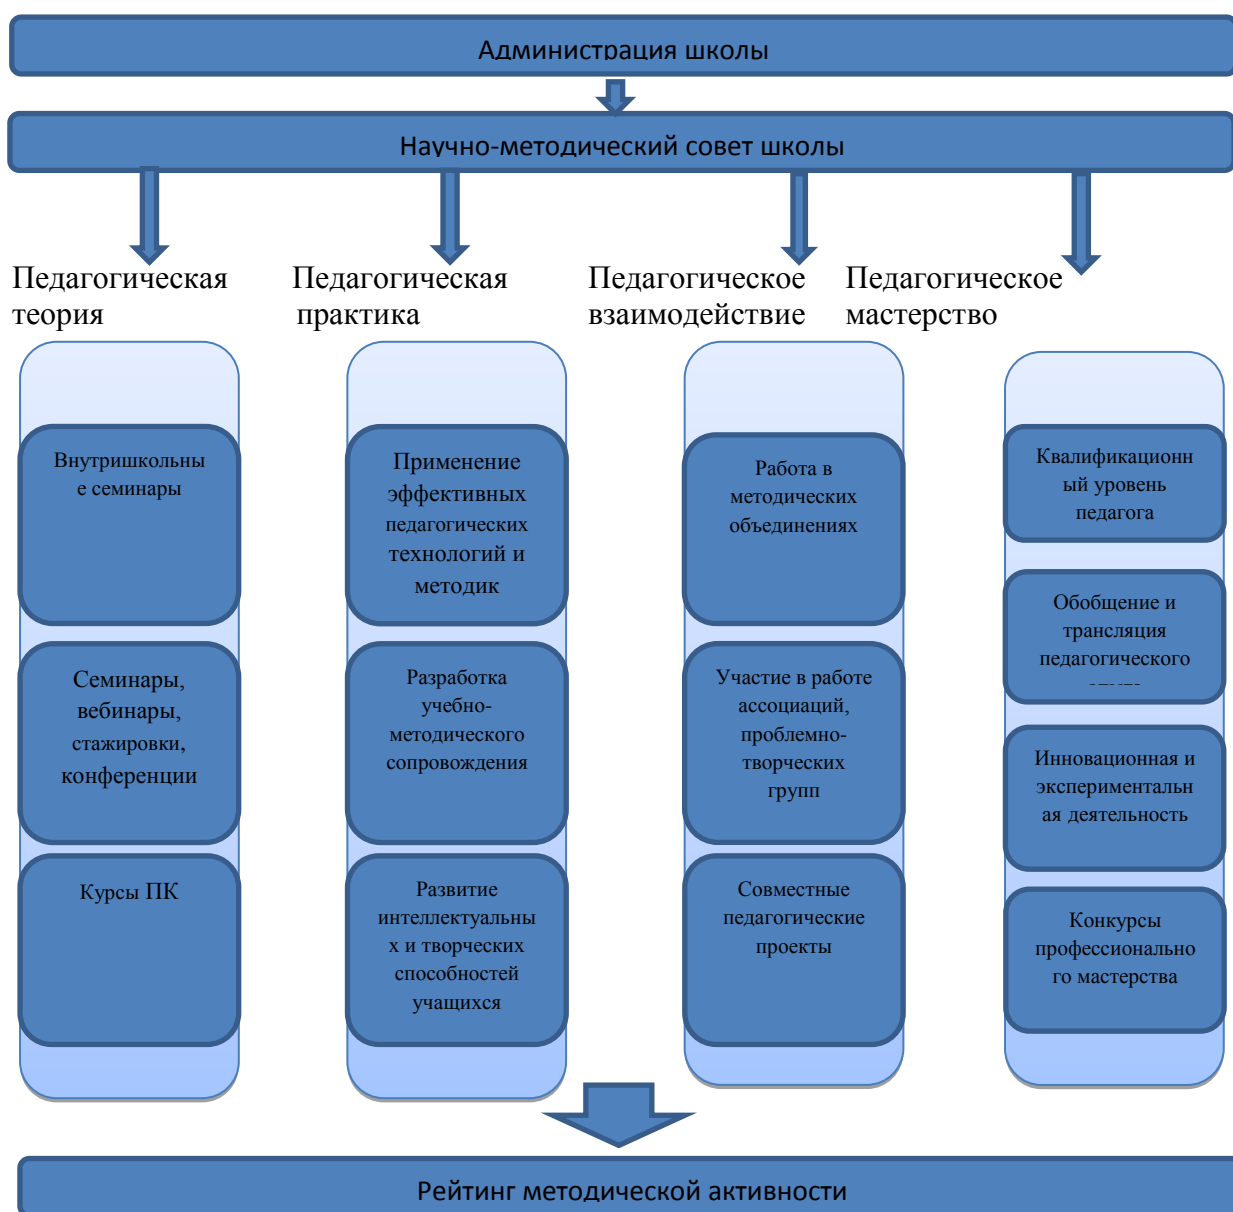 Администрация школы
Научно-методический совет школы
Педагогическая
теория
Педагогическая
практика
Педагогическое
взаимодействие
Педагогическое
мастерство
Внутришкольны
е семинары
Семинары,
вебинары,
стажировки,
конференции
Курсы ПК
Применение
эффективных
педагогических
технологий и
методик
Разработка
учебно-
методического
сопровождения
Развитие
интеллектуальны
х и творческих
способностей
учащихся
Работа в
методических
объединениях
Участие в работе
ассоциаций,
проблемно-
творческих
групп
Совместные
педагогические
проекты
Квалификационн
ый уровень
педагога
Обобщение и
трансляция
педагогического
Инновационная и
экспериментальн
ая деятельность
Конкурсы
профессионально
го мастерства
Рейтинг методической активности